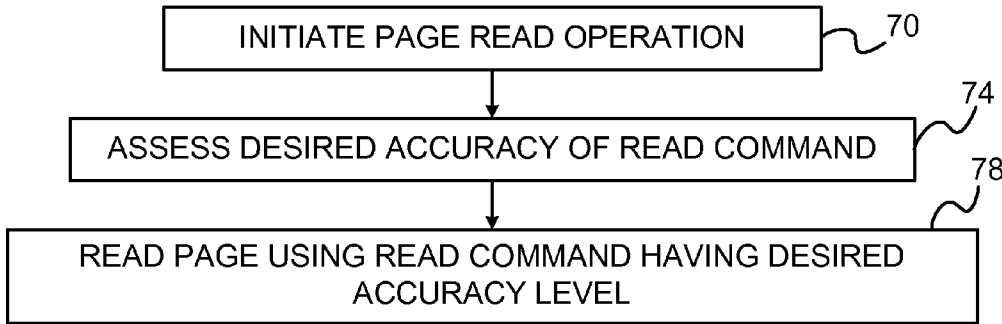 INITIATE PAGE READ OPERATION
70
ASSESS DESIRED ACCURACY OF READ COMMAND
74
READ PAGE USING READ COMMAND HAVING DESIRED
ACCURACY LEVEL
78